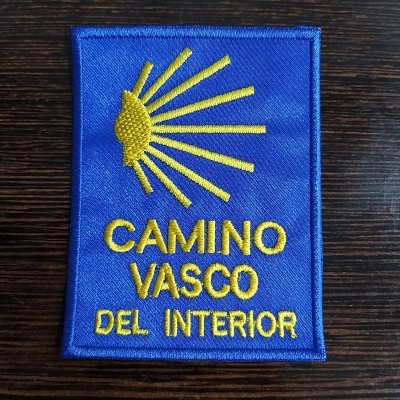 CAMINO
VASCO
DEL INTERIOR